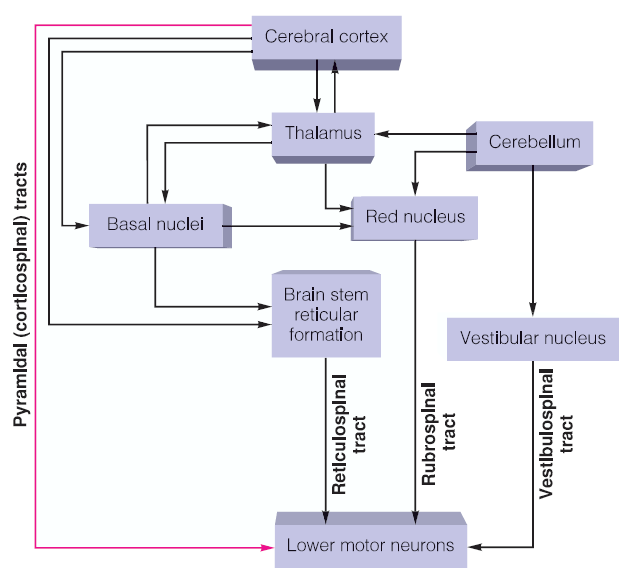 Cerebral cortex
Thalamus
Cerebellum
Basal nuclei
Red nucleus
Brain stem
reticular
formation
Vestibular nucleus
Pyramidal (corticospinal) tracts
Reticulospinal
tract
Rubrospinal
tract
Vestibulospinal
tract
Lower motor neurons